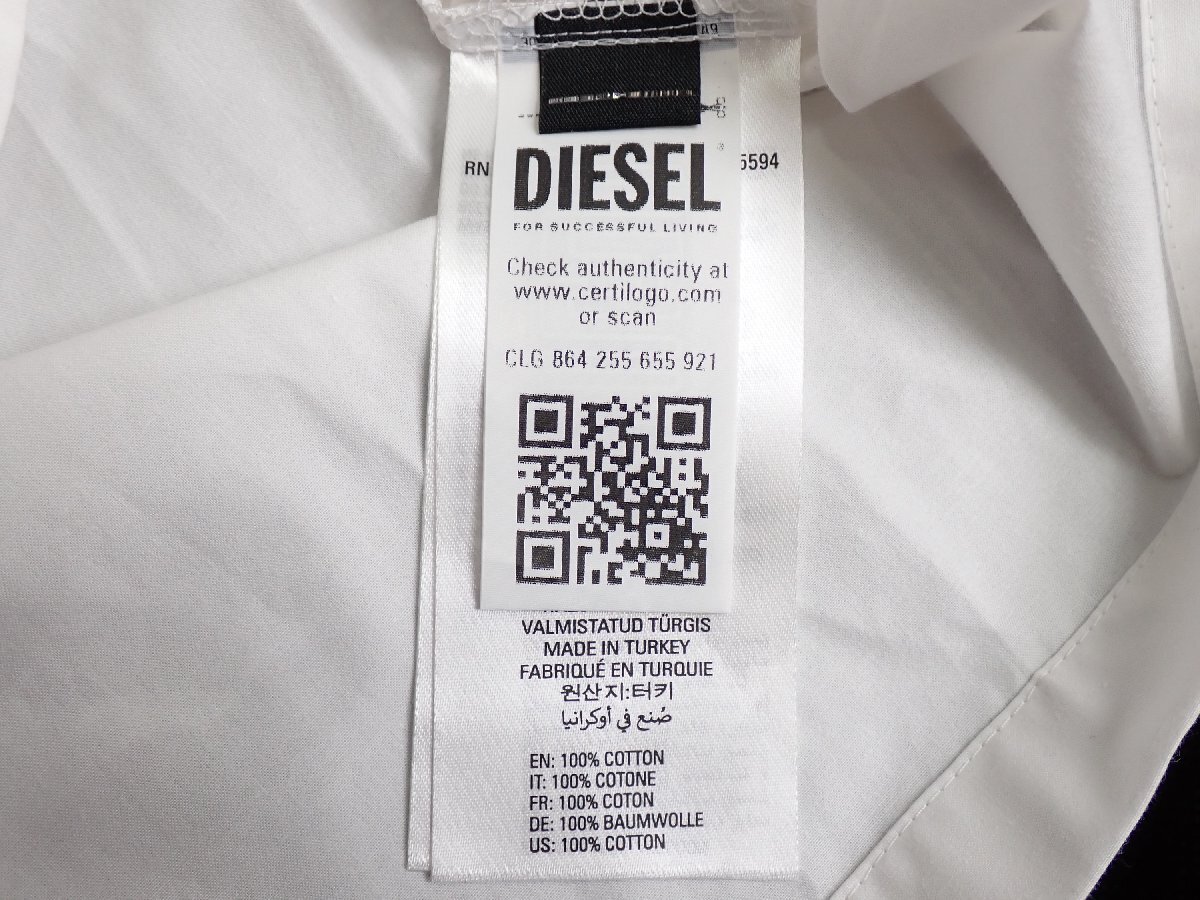 RN 5594
DIESEL
FOR SUCCESSFUL LIVING
Check authenticity at
www.certilogo.com
or scan
CLG 864 255 655 921
VALMISTATUD TÜRGIS
MADE IN TURKEY
FABRIQUÉ EN TURQUIE
원산지:터키
صُنع في أوكرانيا
EN: 100% COTTON
IT: 100% COTONE
FR: 100% COTON
DE: 100% BAUMWOLLE
US: 100% COTTON